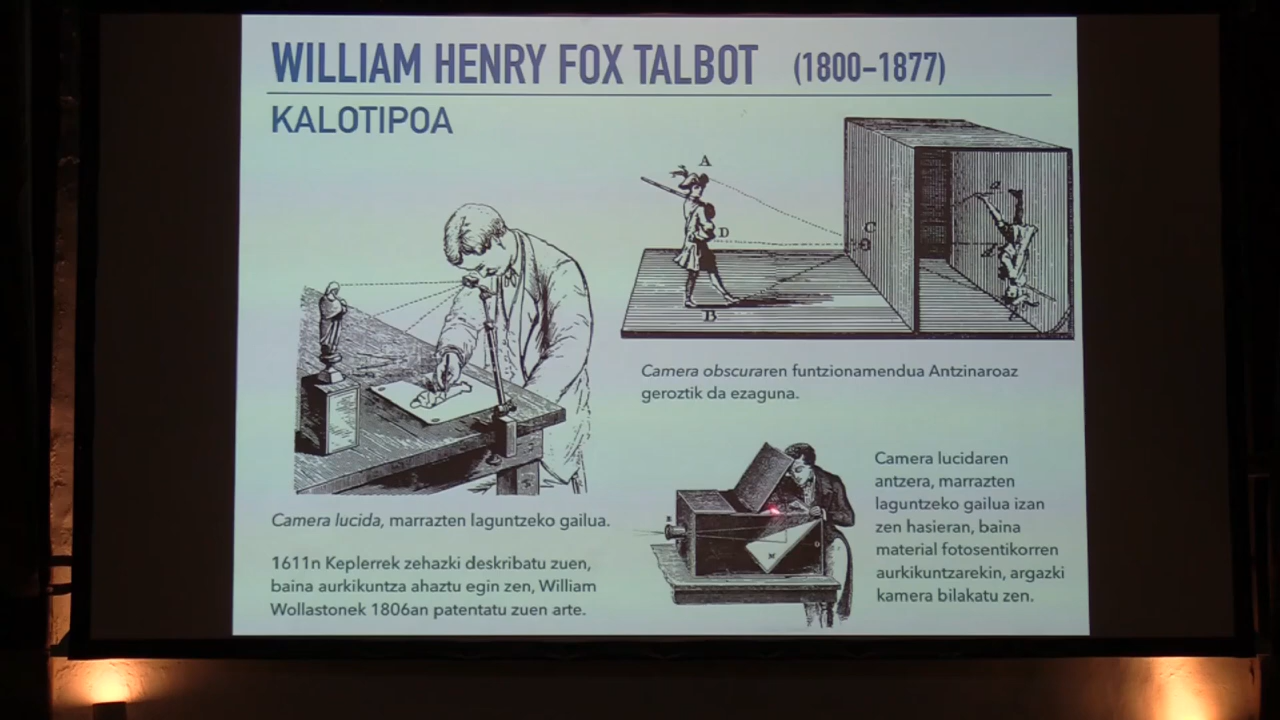 WILLIAM HENRY FOX TALBOT (1800–1877)
KALOTIPOA
A
D
C
B
Camera obscuraren funtzionamendua Antzinaroaz
geroztik da ezaguna.
Camera lucida, marrazten laguntzeko gailua.
1611n Keplerrek zehazki deskribatu zuen,
baina aurkikuntza ahaztu egin zen, William
Wollastonek 1806an patentatu zuen arte.
Camera lucidaren
antzera, marrazten
laguntzeko gailua izan
zen hasieran, baina
material fotosentikorren
aurkikuntzarekin, argazki
kamera bilakatu zen.